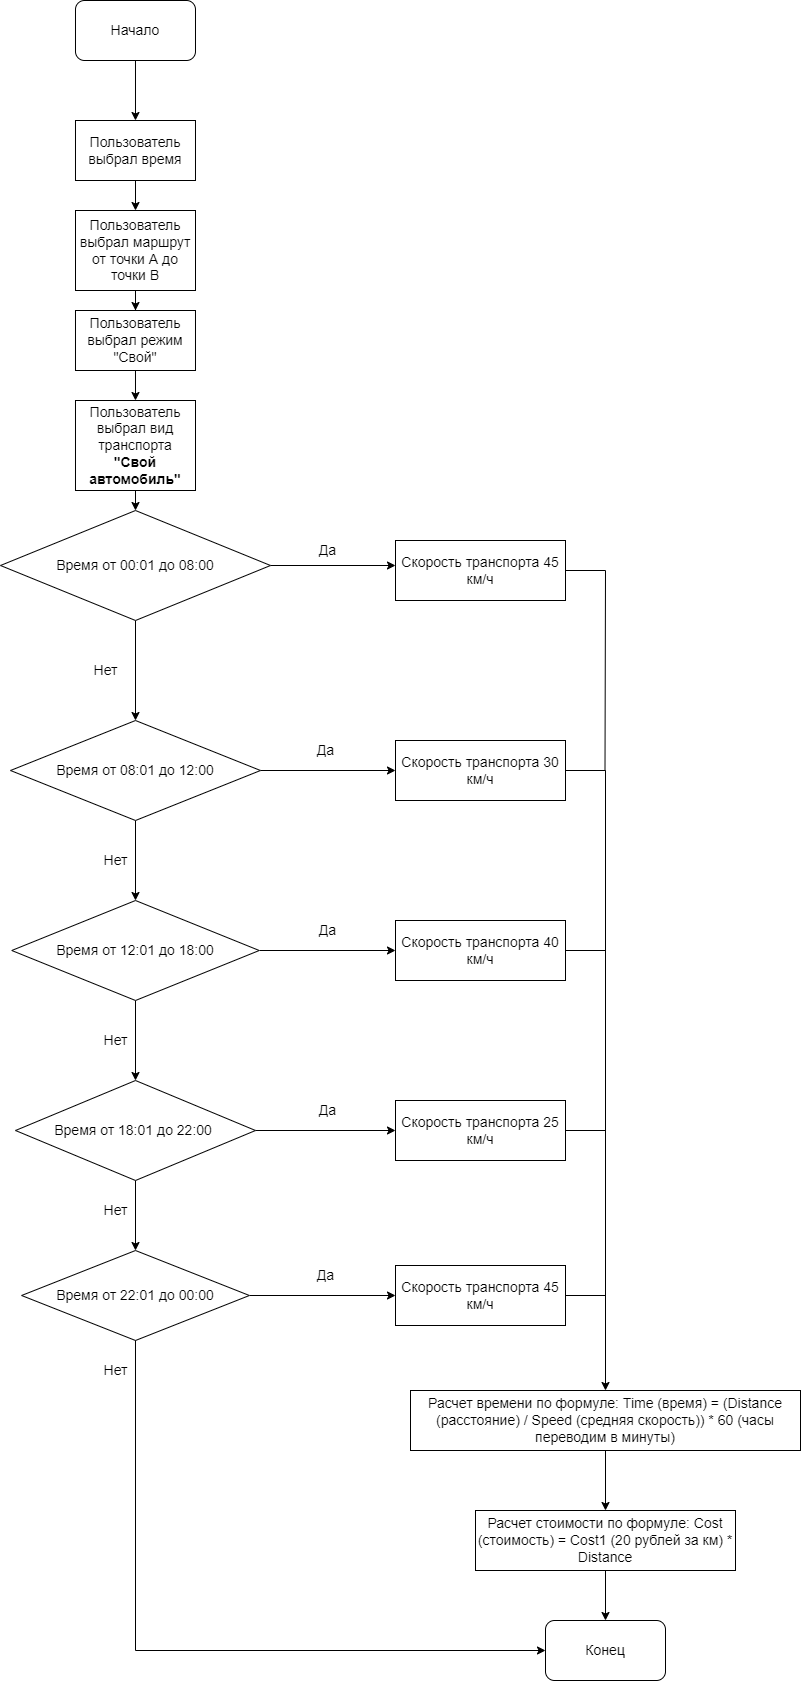 Начало
Пользователь
выбрал время
Пользователь
выбрал маршрут
от точки А до
точки В
Пользователь
выбрал режим
"Свой"
Пользователь
выбрал вид
транспорта
"Свой
автомобиль"
Время от 00:01 до 08:00
Да
Скорость транспорта 45
км/ч
Нет
Время от 08:01 до 12:00
Да
Скорость транспорта 30
км/ч
Нет
Время от 12:01 до 18:00
Да
Скорость транспорта 40
км/ч
Нет
Время от 18:01 до 22:00
Да
Скорость транспорта 25
км/ч
Нет
Время от 22:01 до 00:00
Да
Скорость транспорта 45
км/ч
Нет
Расчет времени по формуле: Time (время) = (Distance
(расстояние) / Speed (средняя скорость)) * 60 (часы
переводим в минуты)
Расчет стоимости по формуле: Cost
(стоимость) = Cost1 (20 рублей за км) *
Distance
Конец